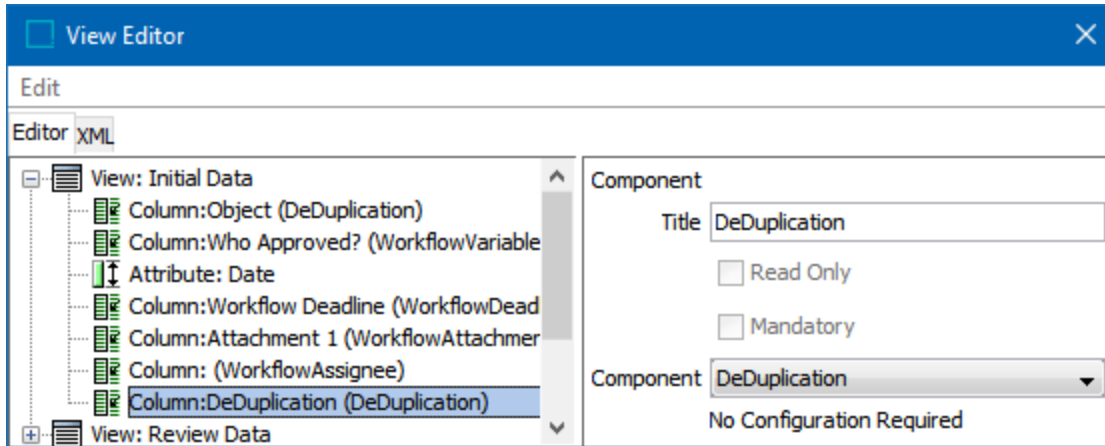 View Editor
Edit
Editor XML
View: Initial Data
Column:Object (DeDuplication)
Column:Who Approved? (WorkflowVariable
Attribute: Date
Column:Workflow Deadline (WorkflowDead
Column:Attachment 1 (WorkflowAttachmer
Column: (WorkflowAssignee)
Column:DeDuplication (DeDuplication)
View: Review Data
Component
Title DeDuplication
Read Only
Mandatory
Component DeDuplication
No Configuration Required